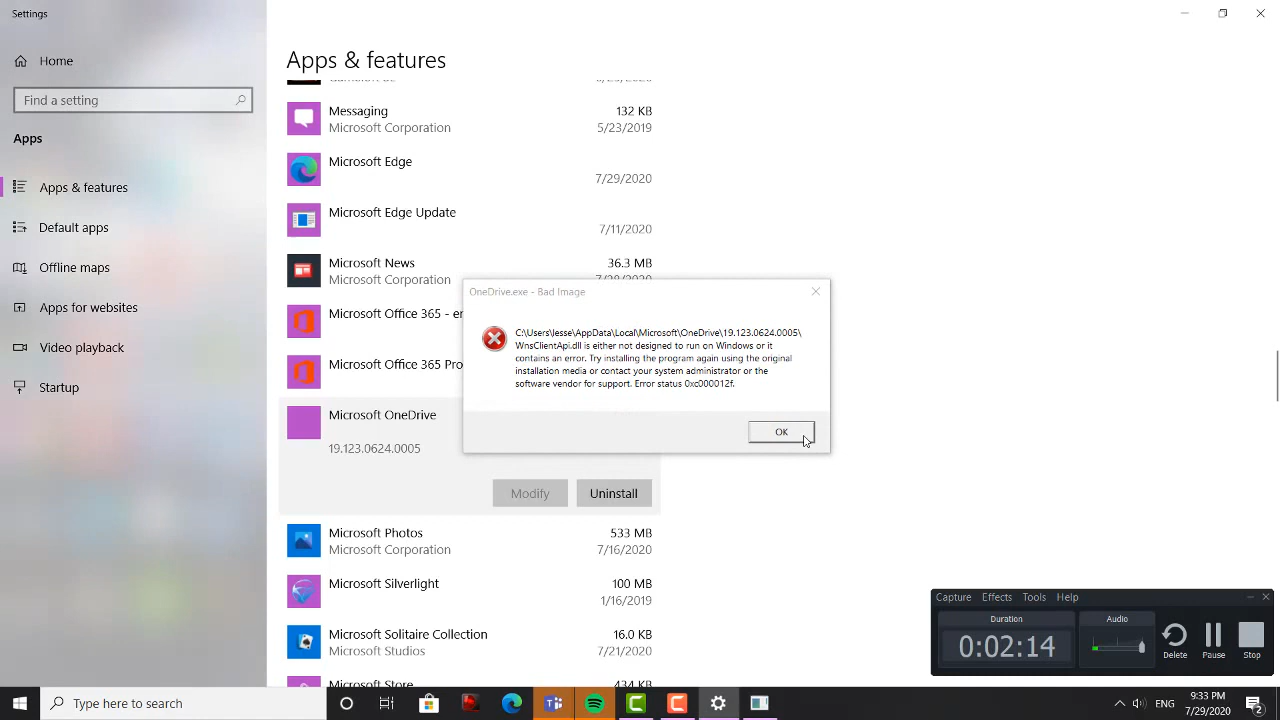 Settings
Home
Find a setting
Apps
Apps & features
Default apps
Offline maps
Apps for websites
Video playback
Startup
Apps & features
Messaging 132 KB
Microsoft Corporation 5/23/2019
Microsoft Edge
7/29/2020
Microsoft Edge Update
7/11/2020
Microsoft News 36.3 MB
Microsoft Corporation
Microsoft Office 365 - en
Microsoft Office 365 Pro
Microsoft OneDrive
19.123.0624.0005
Modify Uninstall
Microsoft Photos 533 MB
Microsoft Corporation 7/16/2020
Microsoft Silverlight 100 MB
1/16/2019
Microsoft Solitaire Collection 16.0 KB
Microsoft Studios 7/21/2020
Microsoft Store 434 KB
OneDrive.exe - Bad Image
C:\Users\Jesse\AppData\Local\Microsoft\OneDrive\19.123.0624.0005\
WnsClientApi.dll is either not designed to run on Windows or it
contains an error. Try installing the program again using the original
installation media or contact your system administrator or the
software vendor for support. Error status 0xc000012f.
OK
Capture Effects Tools Help
Duration Audio
0:02:14
Delete Pause Stop
Type here to search
ENG
9:33 PM
7/29/2020
2